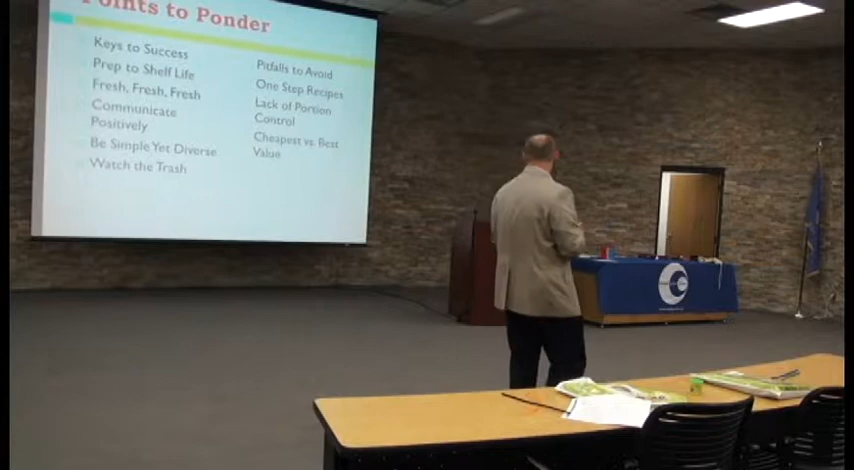 Points to Ponder
Keys to Success
Prep to Shelf Life
Fresh, Fresh, Fresh
Communicate
Positively
Be Simple Yet Diverse
Watch the Trash
Pitfalls to Avoid
One Step Recipes
Lack of Portion
Control
Cheapest vs. Best
Value